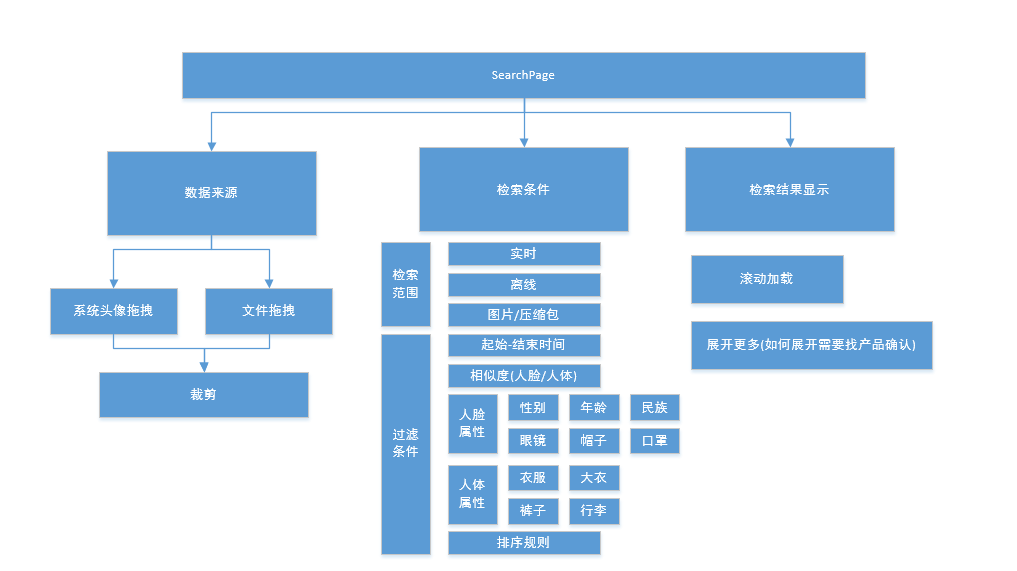 SearchPage
数据来源
检索条件
检索结果显示
系统头像拖拽
文件拖拽
裁剪
检索
范围
实时
离线
图片/压缩包
过滤
条件
起始-结束时间
相似度(人脸/人体)
人脸
属性
性别
年龄
民族
眼镜
帽子
口罩
人体
属性
衣服
大衣
裤子
行李
排序规则
滚动加载
展开更多(如何展开需要找产品确认)